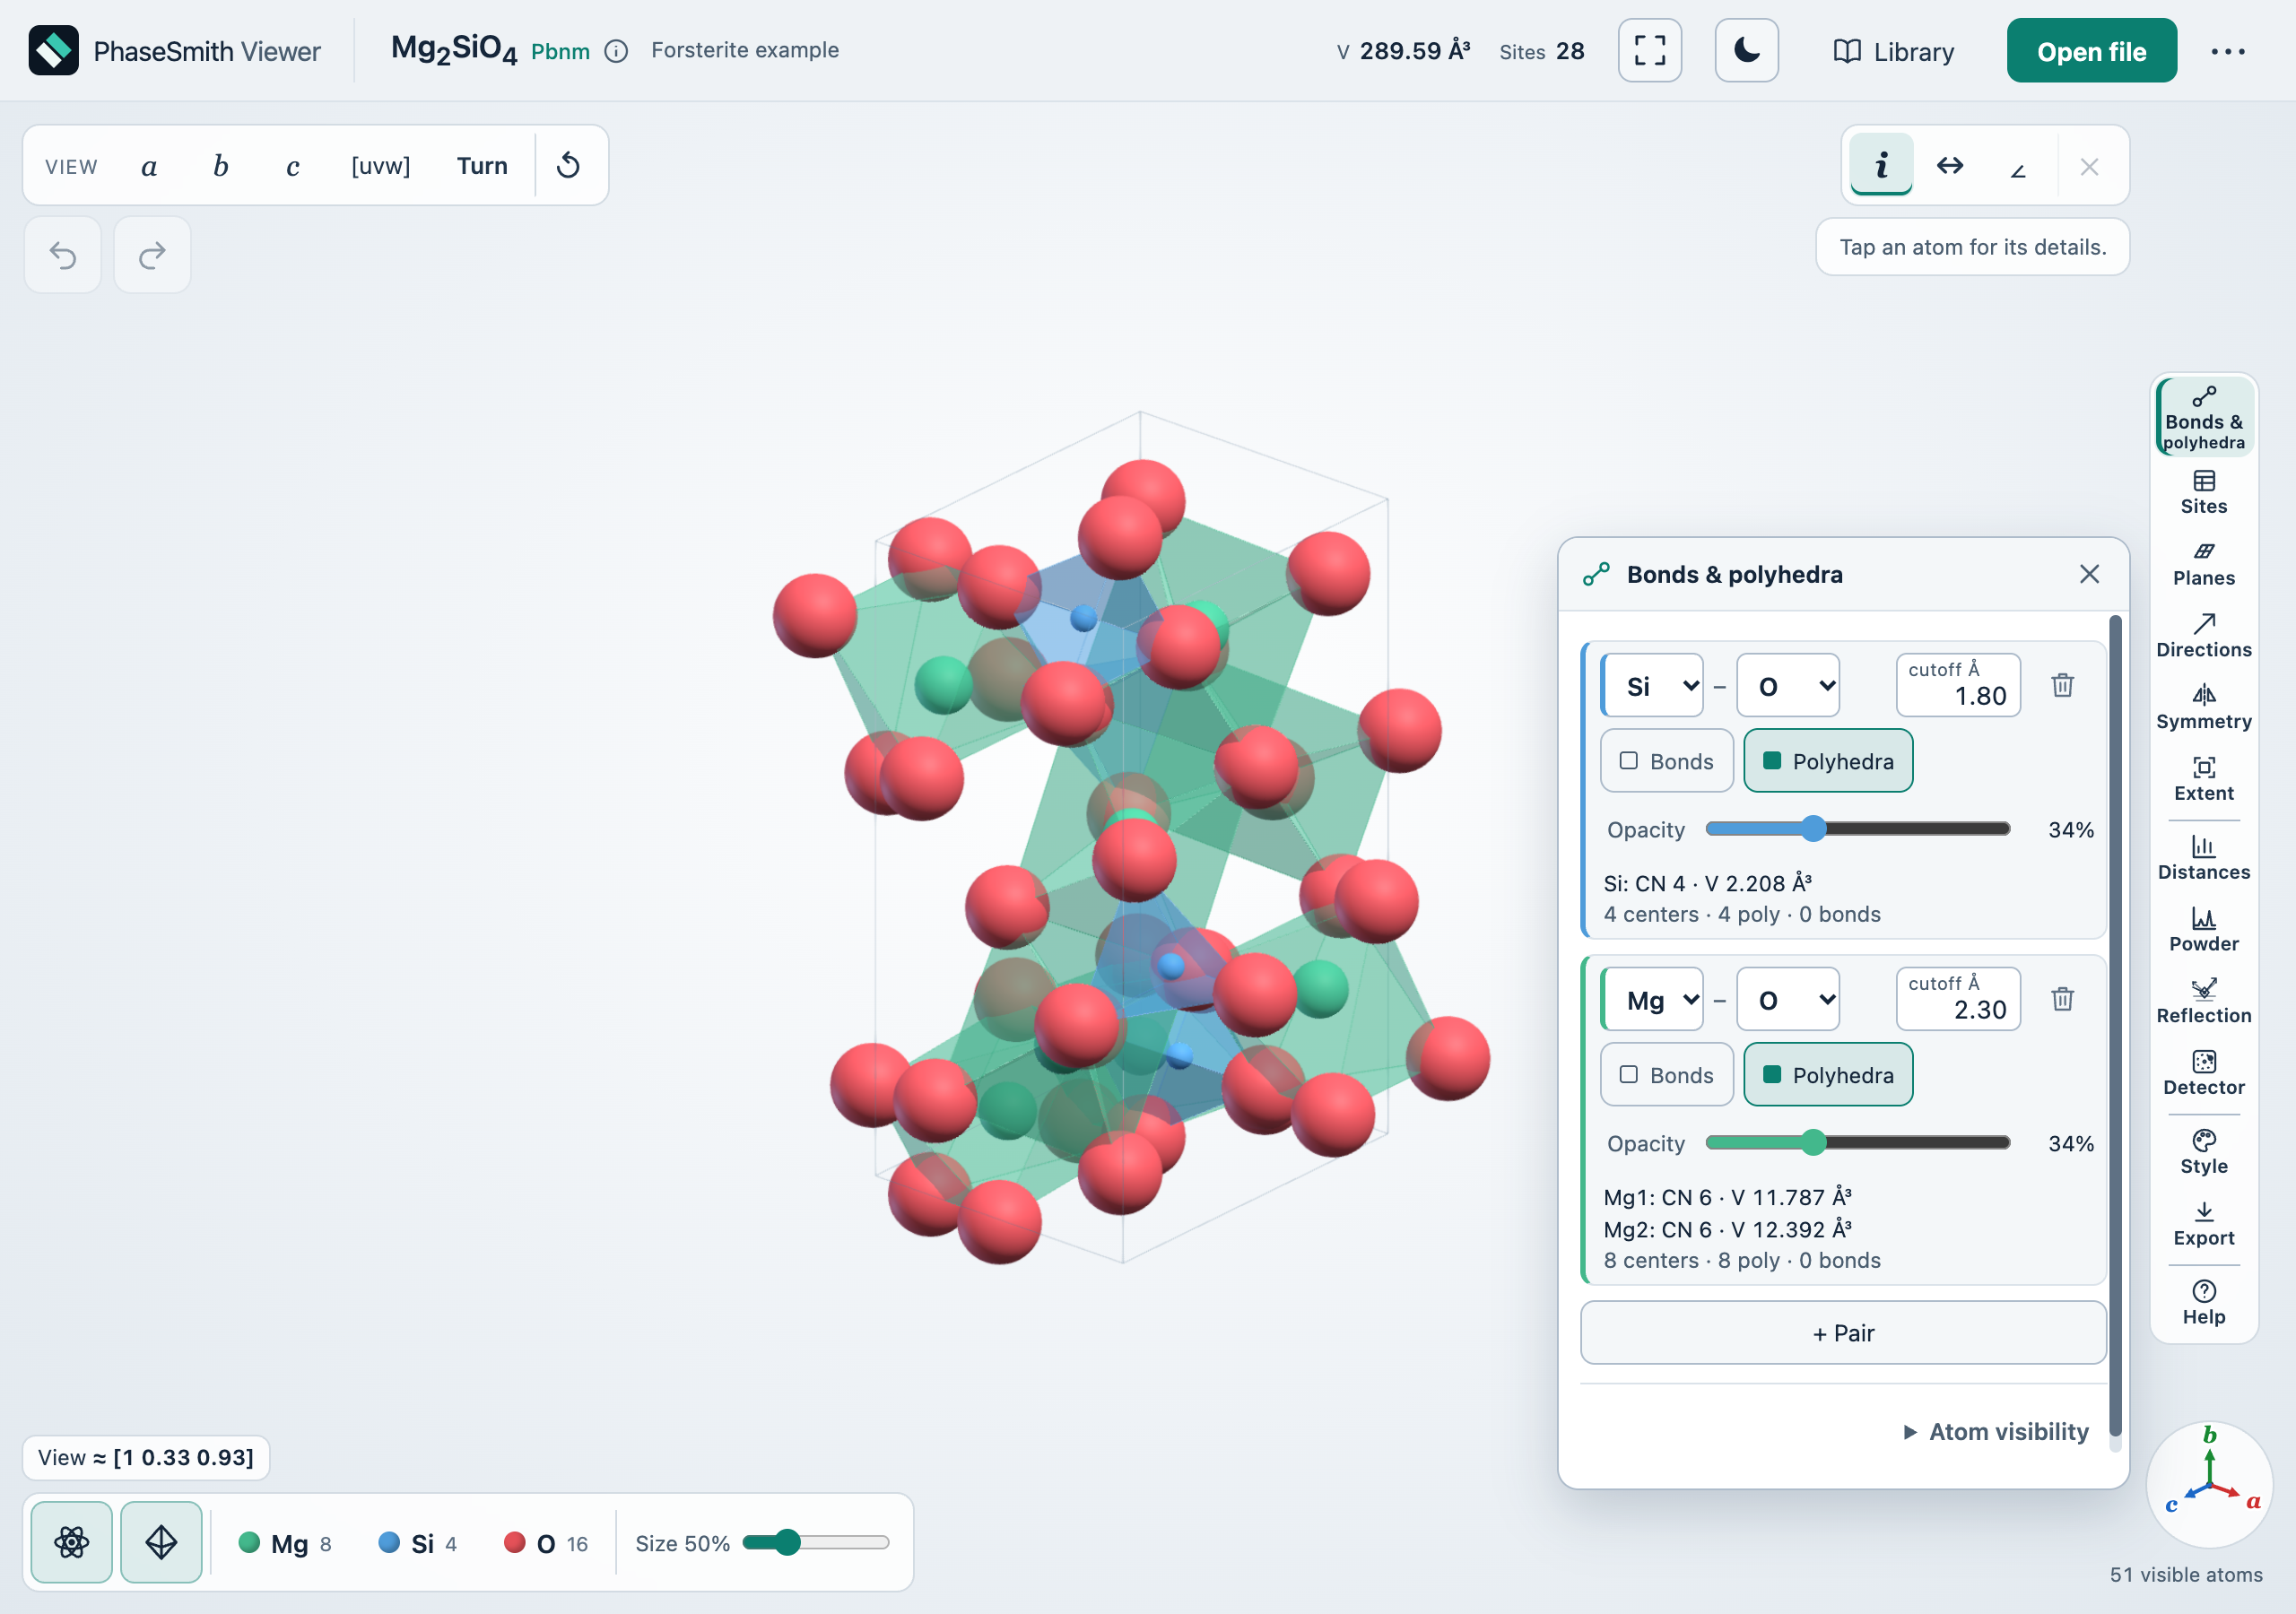 PhaseSmith Viewer
Mg₂SiO₄ Pbnm Forsterite example
V 289.59 Å³ Sites 28
Library
Open file
VIEW a b c [uvw] Turn
i
Tap an atom for its details.
Bonds & polyhedra
Si – O cutoff Å 1.80
Bonds Polyhedra
Opacity 34%
Si: CN 4 · V 2.208 Å³
4 centers · 4 poly · 0 bonds
Mg – O cutoff Å 2.30
Bonds Polyhedra
Opacity 34%
Mg1: CN 6 · V 11.787 Å³
Mg2: CN 6 · V 12.392 Å³
8 centers · 8 poly · 0 bonds
+ Pair
Atom visibility
Bonds &
polyhedra
Sites
Planes
Directions
Symmetry
Extent
Distances
Powder
Reflection
Detector
Style
Export
Help
View ≈ [1 0.33 0.93]
Mg 8 Si 4 O 16 Size 50%
b
c a
51 visible atoms